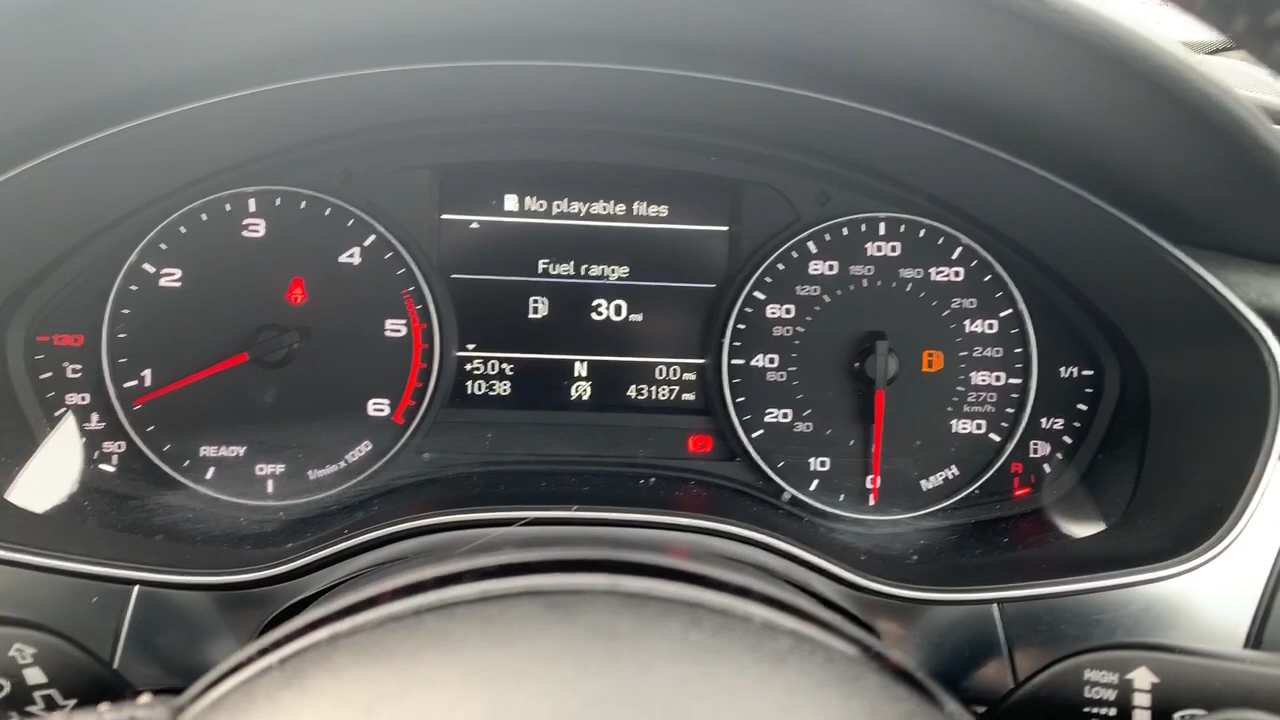 No playable files
Fuel range
30 mi
+5.0 °C N 0.0 mi
10:38 43187 mi
1
2
3
4
5
6
READY
OFF
1/min x 1000
130
°C
90
50
0
10
20
40
60
80
100
120
140
160
180
30
60
90
120
150
180
210
240
270
km/h
MPH
1/1
1/2
R
HIGH
LOW